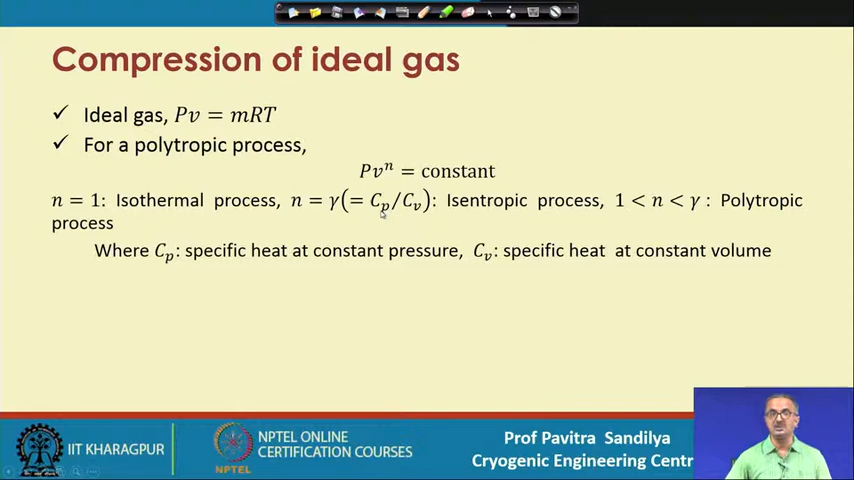 Compression of ideal gas
✓ Ideal gas, Pv = mRT
✓ For a polytropic process,
Pvⁿ = constant
n = 1: Isothermal process, n = γ(= Cₚ/Cᵥ): Isentropic process, 1 < n < γ : Polytropic
process
Where Cₚ: specific heat at constant pressure, Cᵥ: specific heat at constant volume
IIT KHARAGPUR
NPTEL
NPTEL ONLINE
CERTIFICATION COURSES
Prof Pavitra Sandilya
Cryogenic Engineering Centr